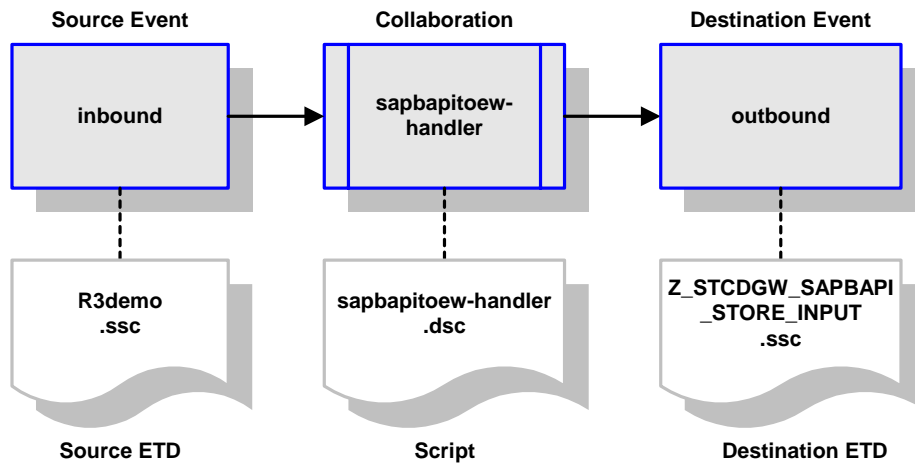 Source Event
Collaboration
Destination Event
inbound
sapbapitoew-
handler
outbound
R3demo
.ssc
sapbapitoew-handler
.dsc
Z_STCDGW_SAPBAPI
_STORE_INPUT
.ssc
Source ETD
Script
Destination ETD